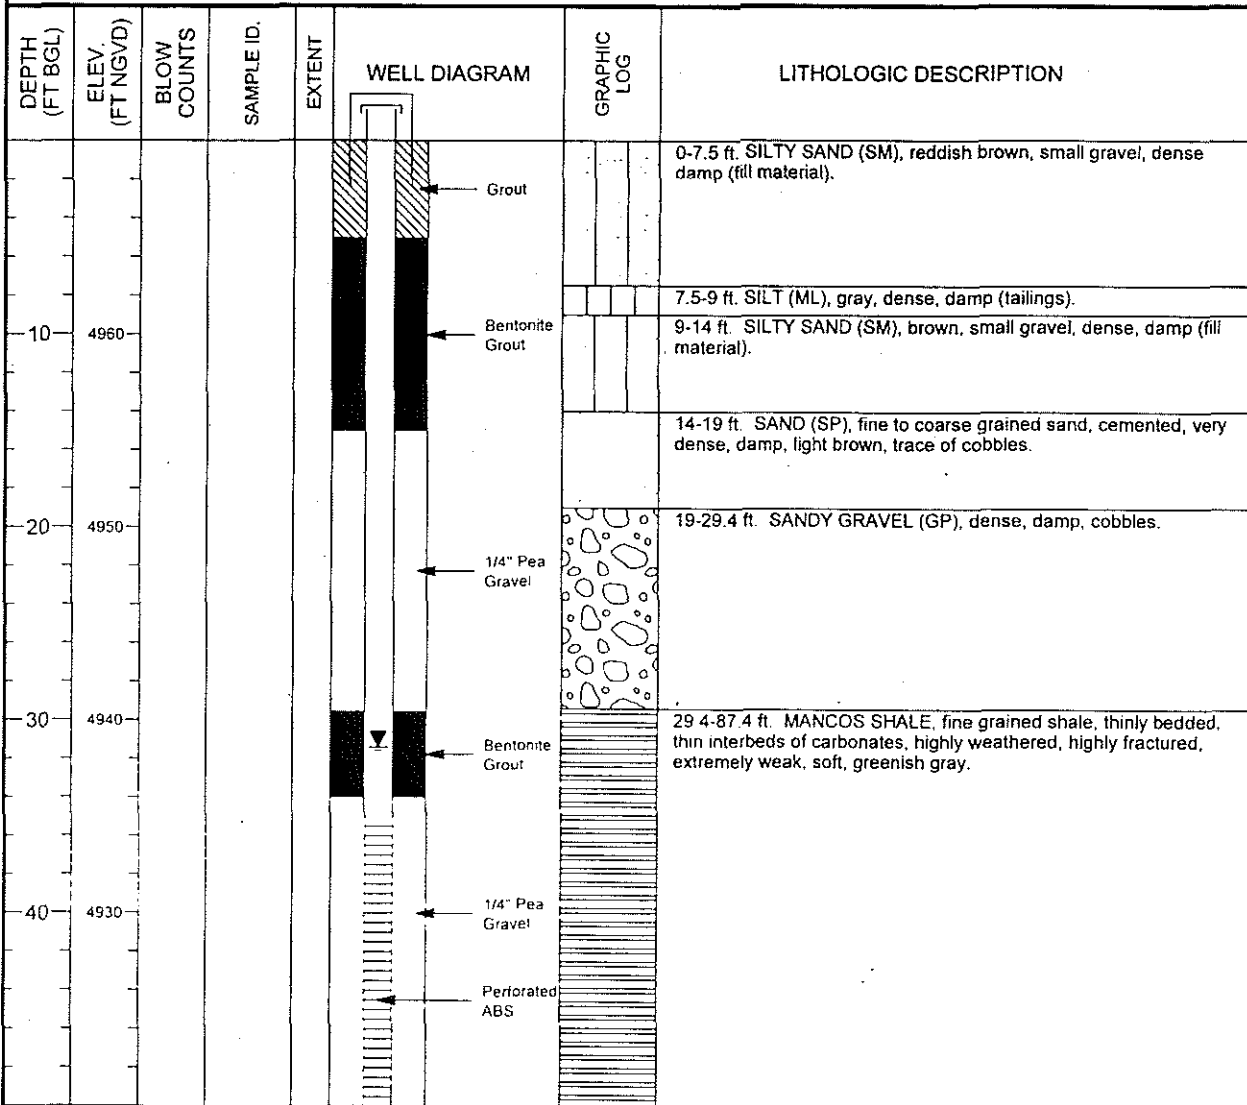 DEPTH
(FT BGL)
ELEV.
(FT NGVD)
BLOW
COUNTS
SAMPLE ID.
EXTENT
WELL DIAGRAM
GRAPHIC
LOG
LITHOLOGIC DESCRIPTION
0-7.5 ft. SILTY SAND (SM), reddish brown, small gravel, dense
damp (fill material).
Grout
7.5-9 ft. SILT (ML), gray, dense, damp (tailings).
10
4960
Bentonite
Grout
9-14 ft. SILTY SAND (SM), brown, small gravel, dense, damp (fill
material).
14-19 ft. SAND (SP), fine to coarse grained sand, cemented, very
dense, damp, light brown, trace of cobbles.
20
4950
19-29.4 ft. SANDY GRAVEL (GP), dense, damp, cobbles.
1/4" Pea
Gravel
30
4940
29 4-87.4 ft. MANCOS SHALE, fine grained shale, thinly bedded,
thin interbeds of carbonates, highly weathered, highly fractured,
extremely weak, soft, greenish gray.
Bentonite
Grout
40
4930
1/4" Pea
Gravel
Perforated
ABS